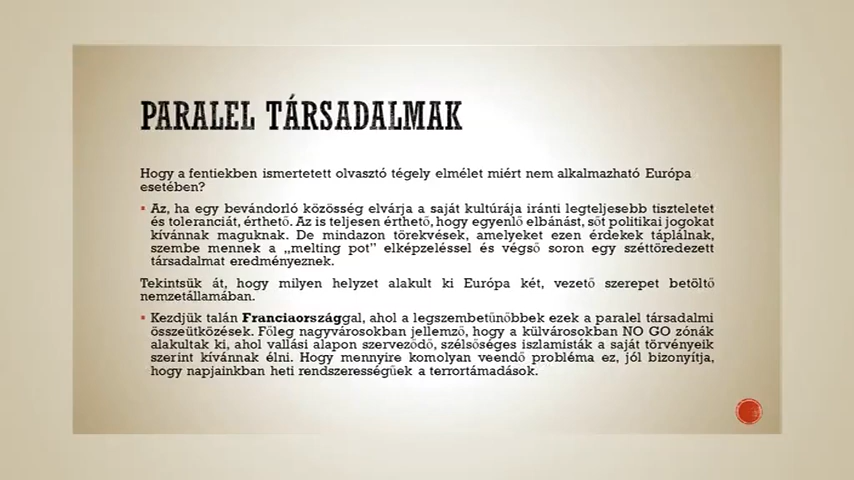 PARALEL TÁRSADALMAK
Hogy a fentiekben ismertetett olvasztó tégely elmélet miért nem alkalmazható Európa
esetében?
▪ Az, ha egy bevándorló közösség elvárja a saját kultúrája iránti legteljesebb tiszteletet
és toleranciát, érthető. Az is teljesen érthető, hogy egyenlő elbánást, sőt politikai jogokat
kívánnak maguknak. De mindazon törekvések, amelyeket ezen érdekek táplálnak,
szembe mennek a „melting pot” elképzeléssel és végső soron egy széttöredezett
társadalmat eredményeznek.
Tekintsük át, hogy milyen helyzet alakult ki Európa két, vezető szerepet betöltő
nemzetállamában.
▪ Kezdjük talán Franciaországgal, ahol a legszembetűnőbbek ezek a paralel társadalmi
összeütközések. Főleg nagyvárosokban jellemző, hogy a külvárosokban NO GO zónák
alakultak ki, ahol vallási alapon szerveződő, szélsőséges iszlamisták a saját törvényeik
szerint kívánnak élni. Hogy mennyire komolyan veendő probléma ez, jól bizonyítja,
hogy napjainkban heti rendszerességűek a terrortámadások.